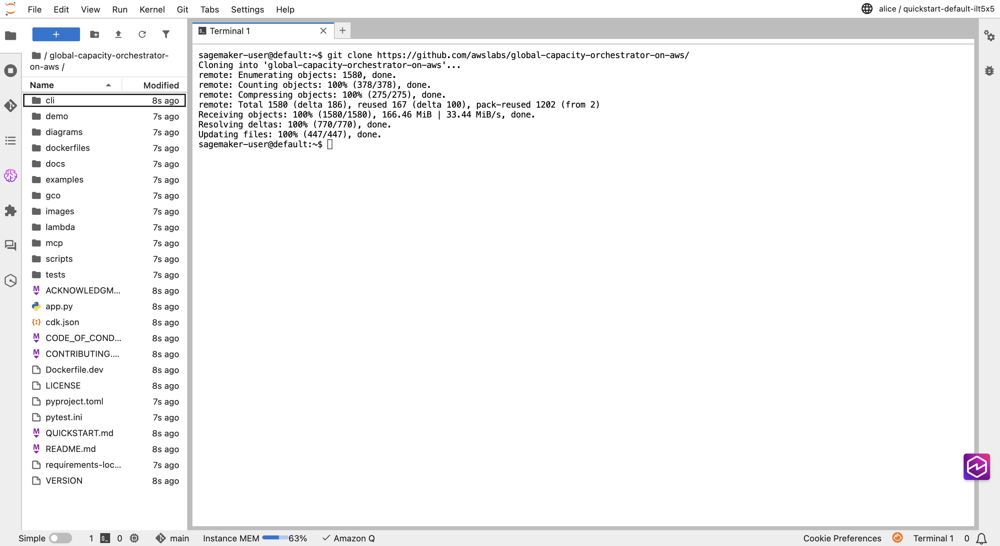 File Edit View Run Kernel Git Tabs Settings Help
alice / quickstart-default-ilt5x5
/ global-capacity-orchestrator-
on-aws /
Name Modified
cli 8s ago
demo 7s ago
diagrams 7s ago
dockerfiles 7s ago
docs 7s ago
examples 7s ago
gco 7s ago
images 7s ago
lambda 7s ago
mcp 7s ago
scripts 7s ago
tests 7s ago
ACKNOWLEDGM... 8s ago
app.py 8s ago
cdk.json 8s ago
CODE_OF_COND... 8s ago
CONTRIBUTING.... 8s ago
Dockerfile.dev 8s ago
LICENSE 8s ago
pyproject.toml 7s ago
pytest.ini 7s ago
QUICKSTART.md 8s ago
README.md 8s ago
requirements-loc... 7s ago
VERSION 8s ago
Terminal 1
sagemaker-user@default:~$ git clone https://github.com/awslabs/global-capacity-orchestrator-on-aws/
Cloning into 'global-capacity-orchestrator-on-aws'...
remote: Enumerating objects: 1580, done.
remote: Counting objects: 100% (378/378), done.
remote: Compressing objects: 100% (275/275), done.
remote: Total 1580 (delta 186), reused 167 (delta 100), pack-reused 1202 (from 2)
Receiving objects: 100% (1580/1580), 166.46 MiB | 33.44 MiB/s, done.
Resolving deltas: 100% (770/770), done.
Updating files: 100% (447/447), done.
sagemaker-user@default:~$
Simple 1 $_ 0 main Instance MEM 63% Amazon Q Cookie Preferences Terminal 1 0